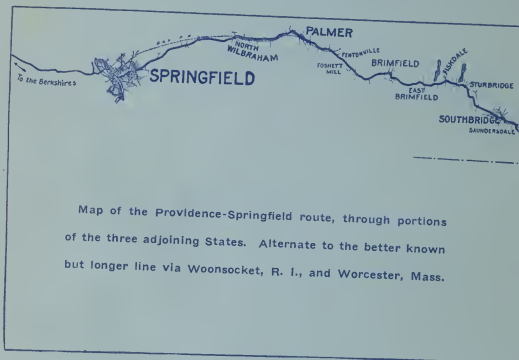 PALMER
NORTH
WILBRAHAM
FENTONVILLE
FOSKETT
MILL
BRIMFIELD
FISKDALE
To the Berkshires
SPRINGFIELD
EAST
BRIMFIELD
STURBRIDGE
SOUTHBRIDGE
SAUNDERSDALE
Map of the Providence-Springfield route, through portions
of the three adjoining States. Alternate to the better known
but longer line via Woonsocket, R. I., and Worcester, Mass.